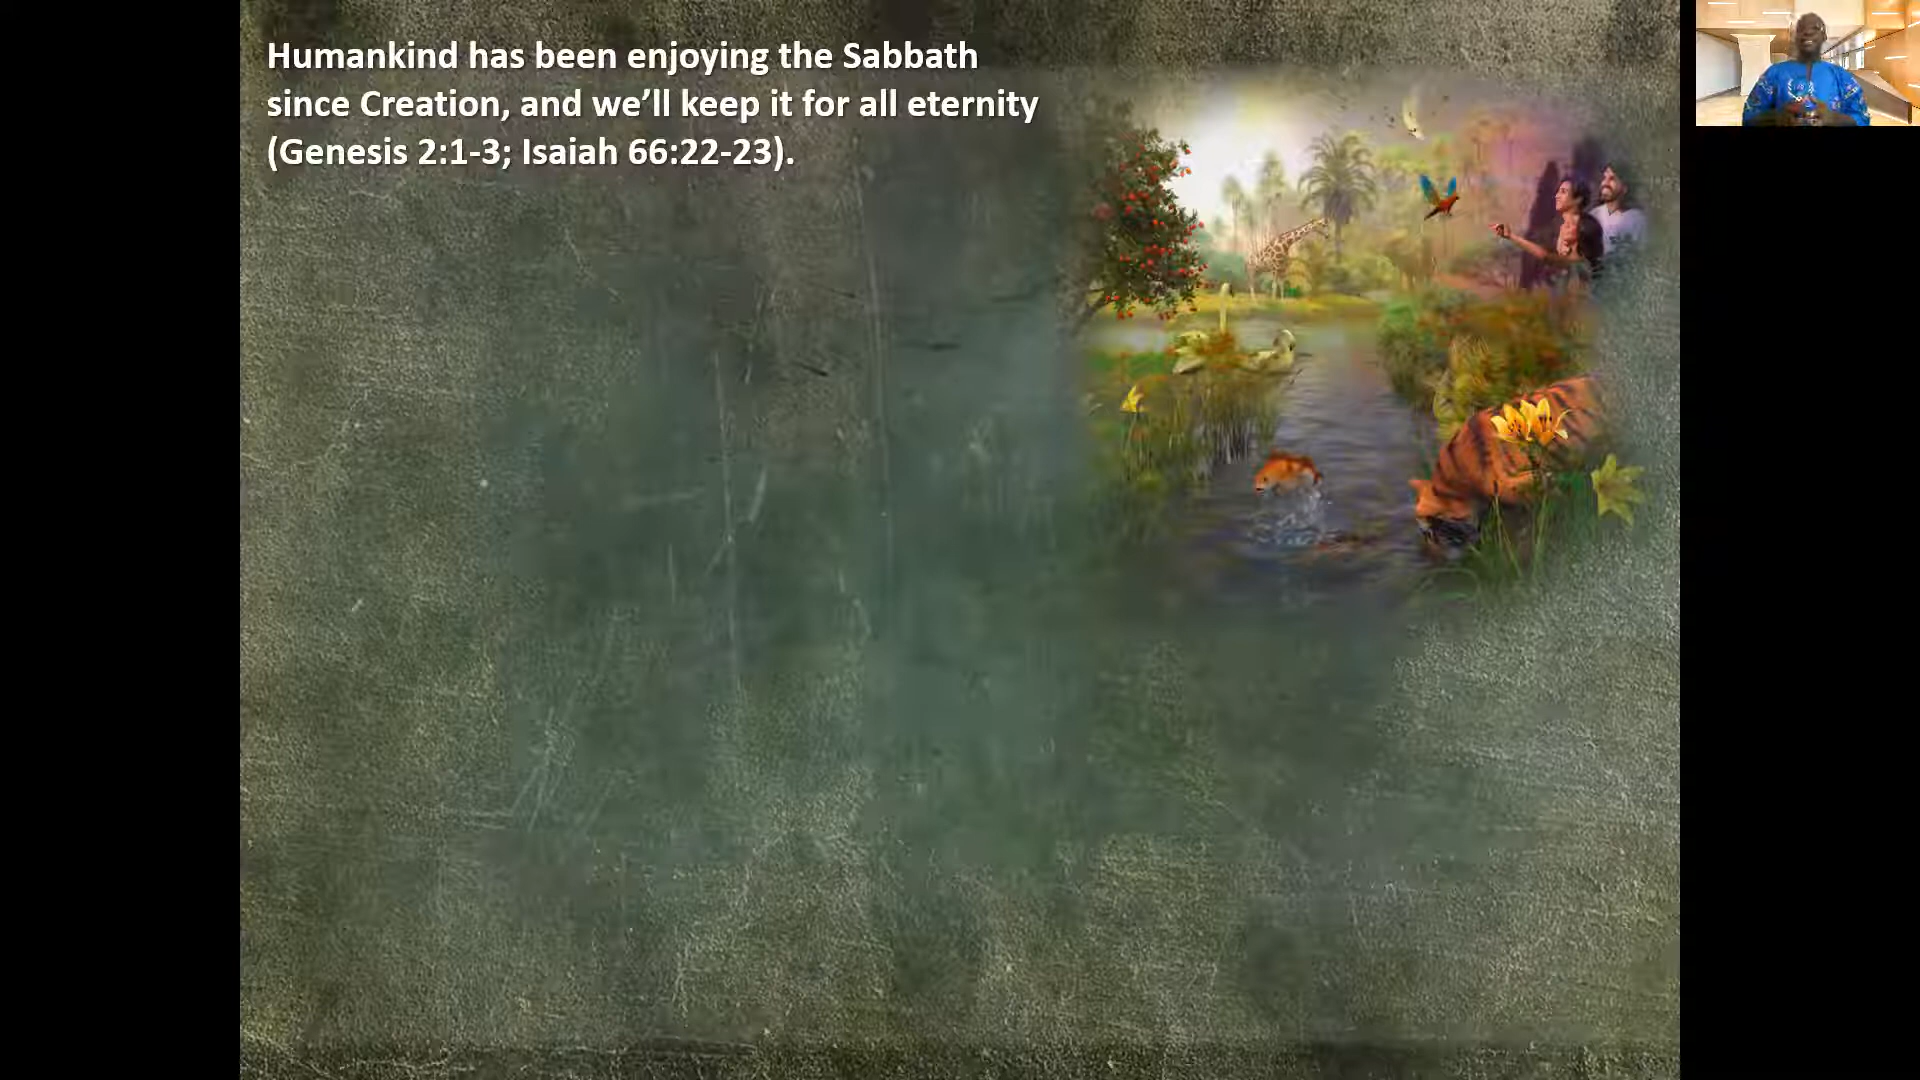 Humankind has been enjoying the Sabbath
since Creation, and we’ll keep it for all eternity
(Genesis 2:1-3; Isaiah 66:22-23).